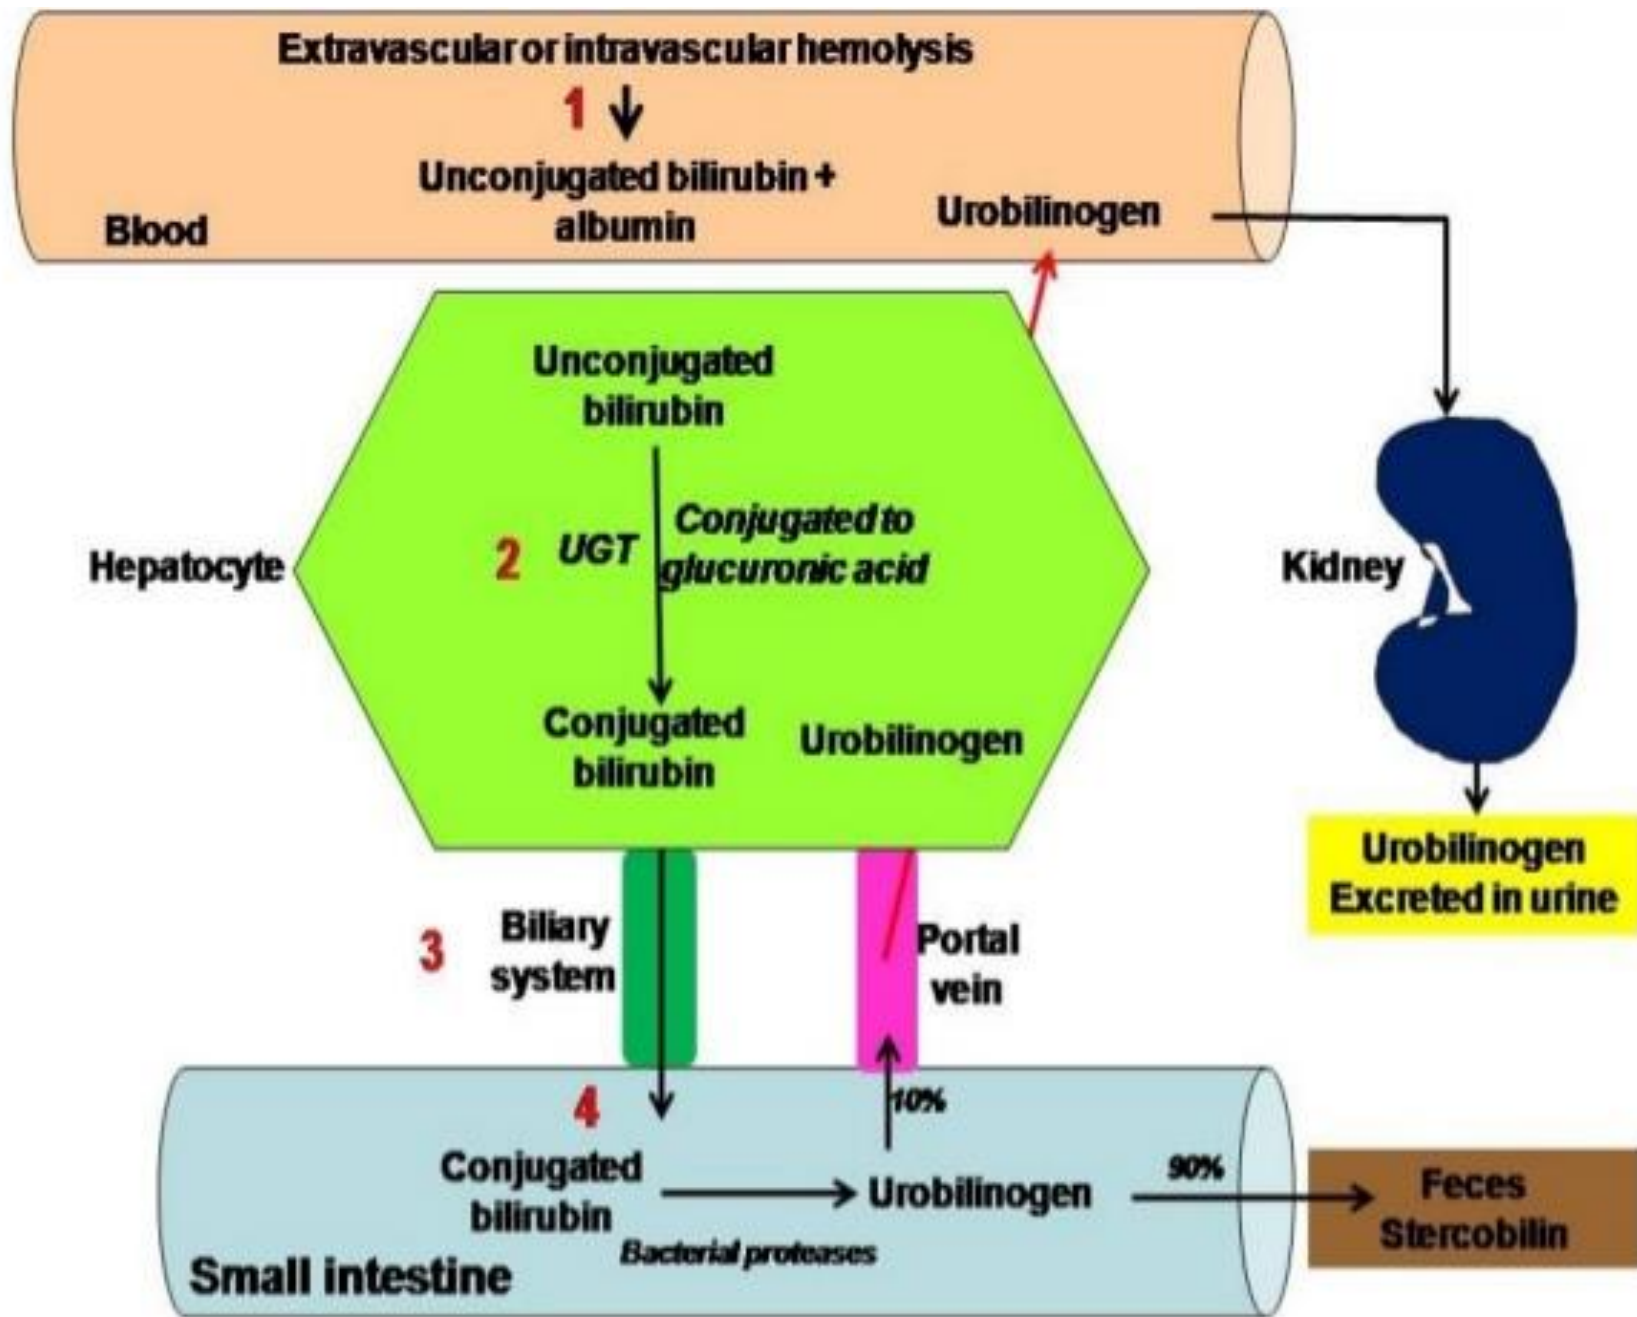 Extravascular or intravascular hemolysis
1
Unconjugated bilirubin +
albumin
Urobilinogen
Blood
Unconjugated
bilirubin
2
UGT
Conjugated to
glucuronic acid
Hepatocyte
Kidney
Conjugated
bilirubin
Urobilinogen
Urobilinogen
Excreted in urine
3
Biliary
system
Portal
vein
4
10%
Conjugated
bilirubin
Urobilinogen
90%
Feces
Stercobilin
Bacterial proteases
Small intestine